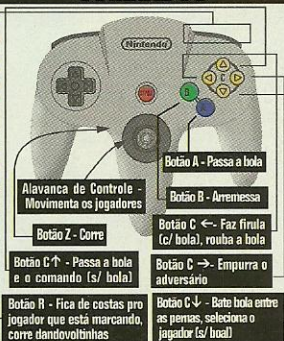 Nintendo
C
B
A
Botão A - Passa a bola
Alavanca de Controle -
Movimenta os jogadores
Botão B - Arremessa
Botão Z - Corre
Botão C ← - Faz firula
(c/ bola), rouba a bola
Botão C↑ - Passa a bola
e o comando (s/ bola)
Botão C → - Empurra o
adversário
Botão R - Fica de costas pro
jogador que está marcando,
corre dandovoltinhas
Botão C↓ - Bate bola entre
as pernas, seleciona o
jagador (s/ boal)